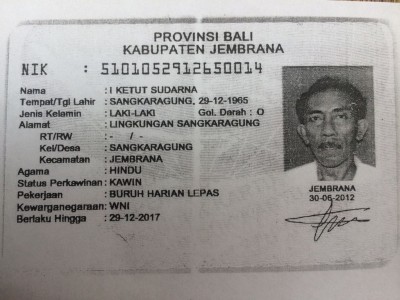 PROVINSI BALI
KABUPATEN JEMBRANA
NIK : 5101052912650014
Nama : I KETUT SUDARNA
Tempat/Tgl Lahir : SANGKARAGUNG, 29-12-1965
Jenis Kelamin : LAKI-LAKI Gol. Darah : O
Alamat : LINGKUNGAN SANGKARAGUNG
RT/RW : - / -
Kel/Desa : SANGKARAGUNG
Kecamatan : JEMBRANA
Agama : HINDU
Status Perkawinan : KAWIN
Pekerjaan : BURUH HARIAN LEPAS
Kewarganegaraan: WNI
Berlaku Hingga : 29-12-2017
JEMBRANA
30-06-2012